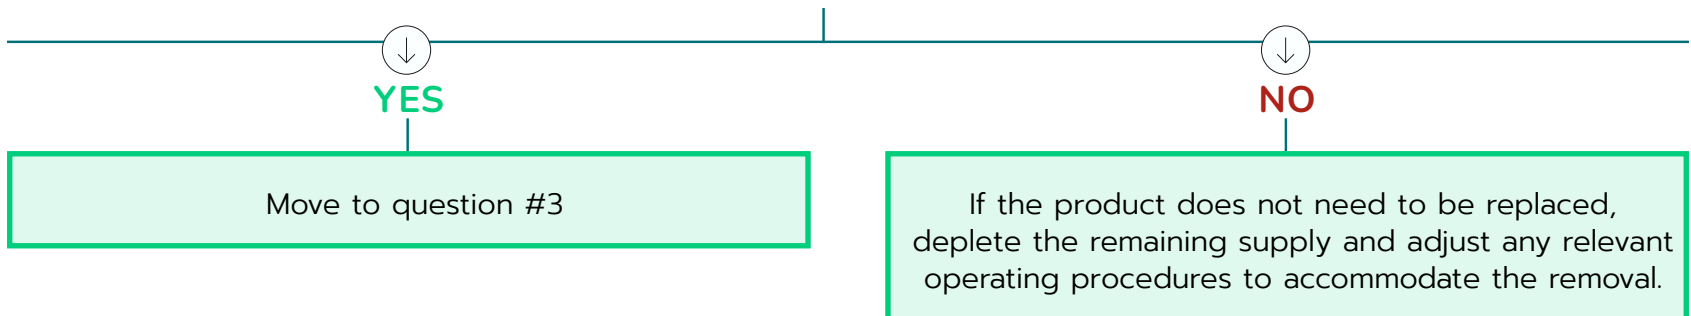 YES
NO
Move to question #3
If the product does not need to be replaced,
deplete the remaining supply and adjust any relevant
operating procedures to accommodate the removal.